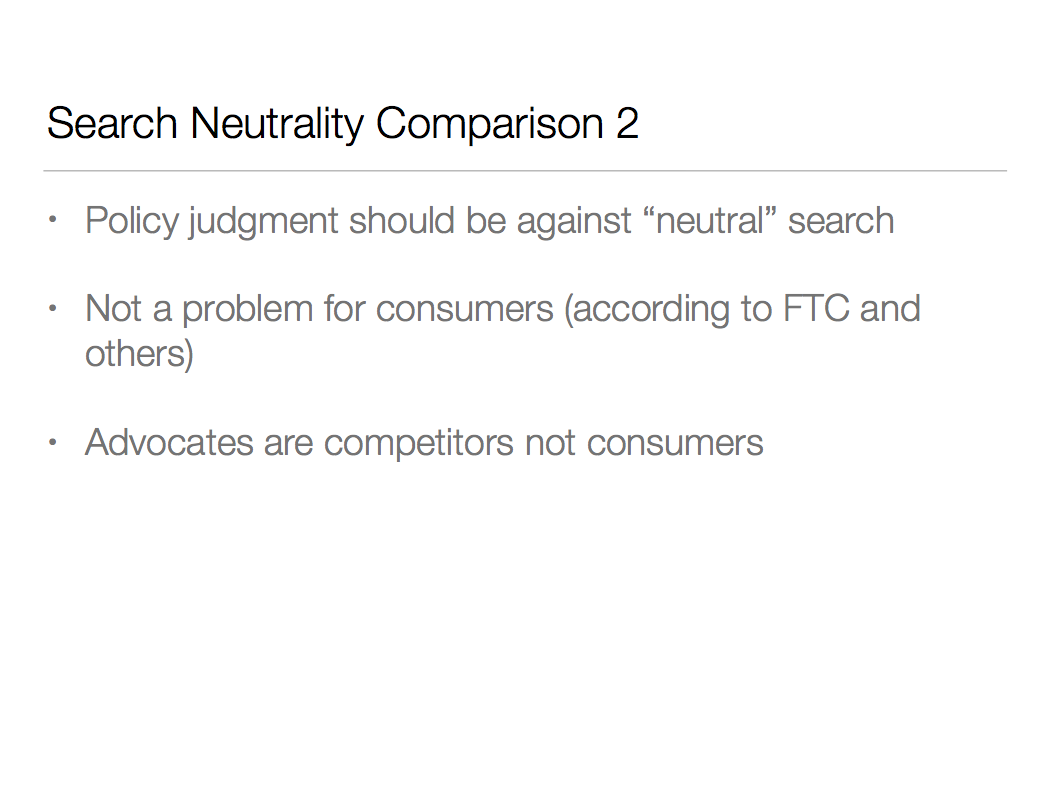 Search Neutrality Comparison 2
• Policy judgment should be against “neutral” search
• Not a problem for consumers (according to FTC and
others)
• Advocates are competitors not consumers